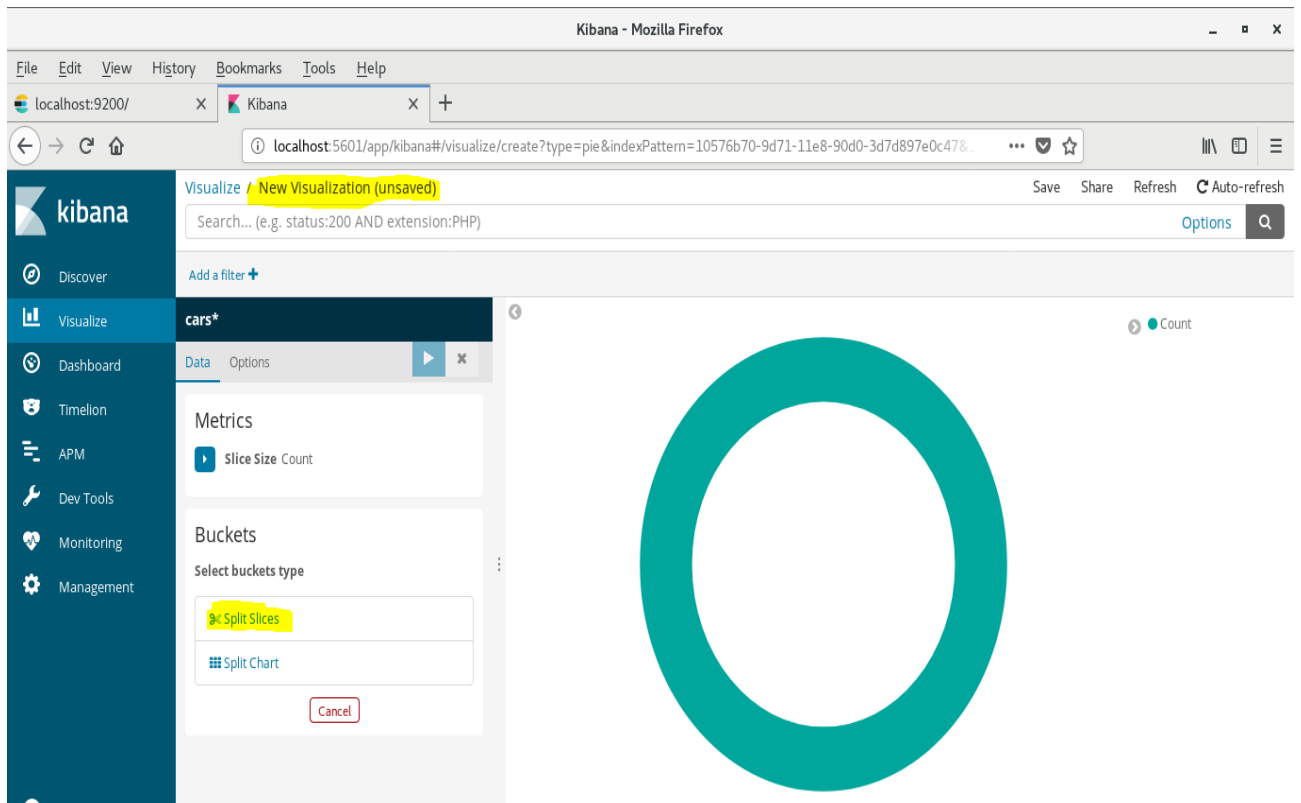 Kibana - Mozilla Firefox
File Edit View History Bookmarks Tools Help
localhost:9200/ Kibana
localhost:5601/app/kibana#/visualize/create?type=pie&indexPattern=10576b70-9d71-11e8-90d0-3d7d897e0c47&
kibana
Visualize / New Visualization (unsaved) Save Share Refresh Auto-refresh
Search... (e.g. status:200 AND extension:PHP) Options
Add a filter
Discover
Visualize
Dashboard
Timelion
APM
Dev Tools
Monitoring
Management
cars*
Data Options
Metrics
Slice Size Count
Buckets
Select buckets type
Split Slices
Split Chart
Cancel
Count